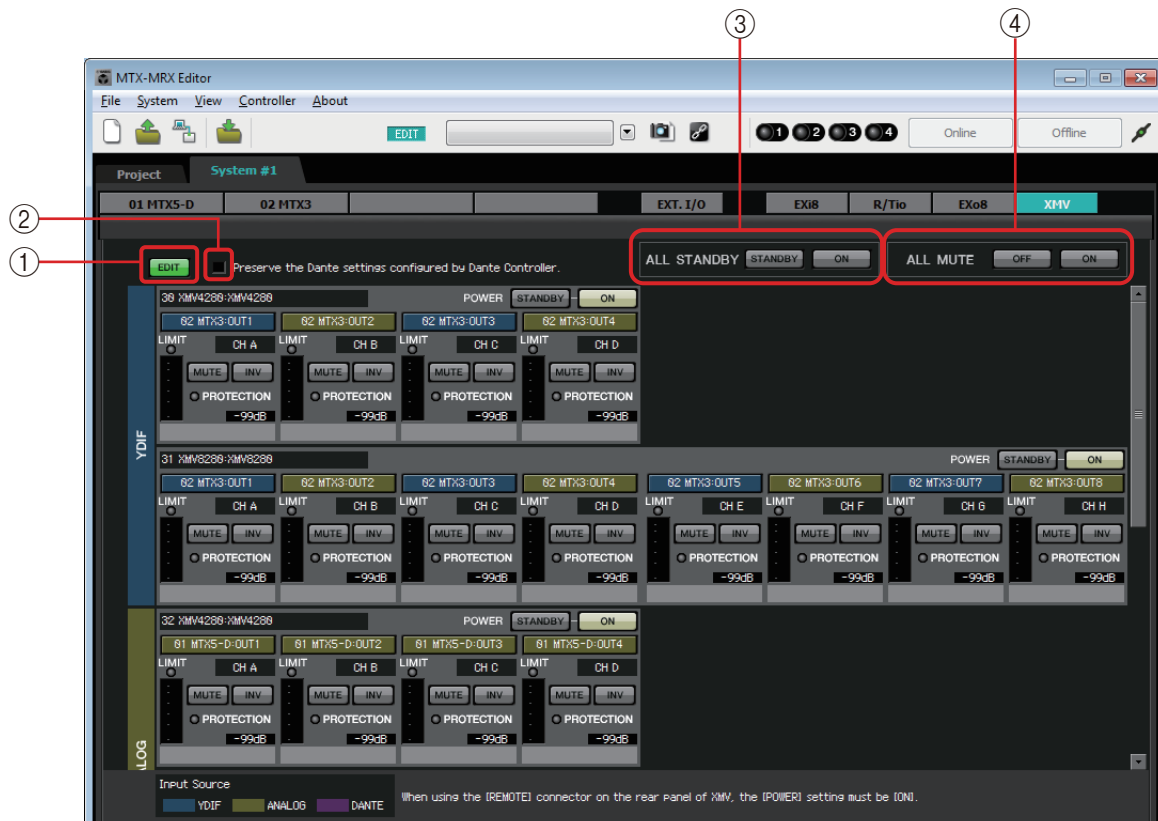 ③ ④
MTX-MRX Editor
File System View Controller About
EDIT 1 2 3 4 Online Offline
Project System #1
01 MTX5-D 02 MTX3 EXT. I/O EXi8 R/Tio EXo8 XMV
②
①
EDIT Preserve the Dante settings configured by Dante Controller. ALL STANDBY STANDBY ON ALL MUTE OFF ON
YDIF
30 XMV4280:XMV4280 POWER STANDBY ON
02 MTX3:OUT1 02 MTX3:OUT2 02 MTX3:OUT3 02 MTX3:OUT4
LIMIT CH A LIMIT CH B LIMIT CH C LIMIT CH D
MUTE INV MUTE INV MUTE INV MUTE INV
PROTECTION PROTECTION PROTECTION PROTECTION
-99dB -99dB -99dB -99dB
31 XMV8280:XMV8280 POWER STANDBY ON
02 MTX3:OUT1 02 MTX3:OUT2 02 MTX3:OUT3 02 MTX3:OUT4 02 MTX3:OUT5 02 MTX3:OUT6 02 MTX3:OUT7 02 MTX3:OUT8
LIMIT CH A LIMIT CH B LIMIT CH C LIMIT CH D LIMIT CH E LIMIT CH F LIMIT CH G LIMIT CH H
MUTE INV MUTE INV MUTE INV MUTE INV MUTE INV MUTE INV MUTE INV MUTE INV
PROTECTION PROTECTION PROTECTION PROTECTION PROTECTION PROTECTION PROTECTION PROTECTION
-99dB -99dB -99dB -99dB -99dB -99dB -99dB -99dB
ALOG
32 XMV4280:XMV4280 POWER STANDBY ON
01 MTX5-D:OUT1 01 MTX5-D:OUT2 01 MTX5-D:OUT3 01 MTX5-D:OUT4
LIMIT CH A LIMIT CH B LIMIT CH C LIMIT CH D
MUTE INV MUTE INV MUTE INV MUTE INV
PROTECTION PROTECTION PROTECTION PROTECTION
-99dB -99dB -99dB -99dB
Input Source
YDIF ANALOG DANTE
When using the [REMOTE] connector on the rear panel of XMV, the [POWER] setting must be [ON].